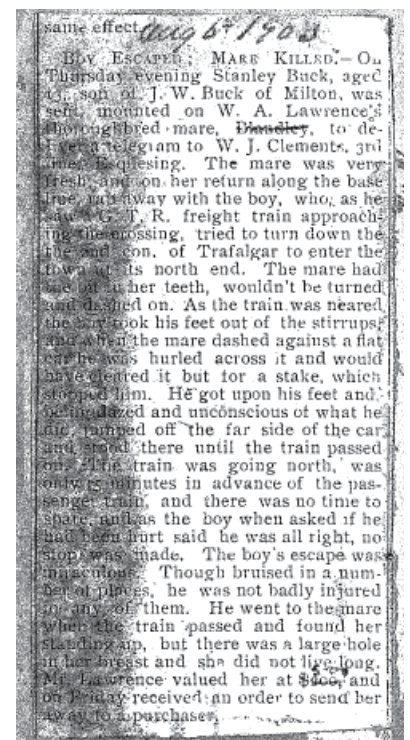 same effect. Aug 6th 1903
BOY ESCAPED; MARE KILLED.—On
Thursday evening Stanley Buck, aged
13, son of J. W. Buck of Milton, was
sent, mounted on W. A. Lawrence's
thoroughbred mare, Blaudley, to de-
liver a telegram to W. J. Clements, 3rd
line, Esquesing. The mare was very
fresh, and on her return along the base
line, ran away with the boy, who, as he
saw a G. T. R. freight train approach-
ing the crossing, tried to turn down the
the 2nd con. of Trafalgar to enter the
town at its north end. The mare had
the bit in her teeth, wouldn't be turned
and dashed on. As the train was neared
the boy took his feet out of the stirrups,
and when the mare dashed against a flat
car he was hurled across it and would
have cleared it but for a stake, which
stopped him. He got upon his feet and,
being dazed and unconscious of what he
did, jumped off the far side of the car
and stood there until the train passed
on. The train was going north, was
only 15 minutes in advance of the pas-
senger train, and there was no time to
spare, and as the boy when asked if he
had been hurt said he was all right, no
stop was made. The boy's escape was
miraculous. Though bruised in a num-
ber of places, he was not badly injured
in any of them. He went to the mare
when the train passed and found her
standing up, but there was a large hole
in her breast and she did not live long.
Mr. Lawrence valued her at and
on Friday received an order to send her
away to a purchaser.